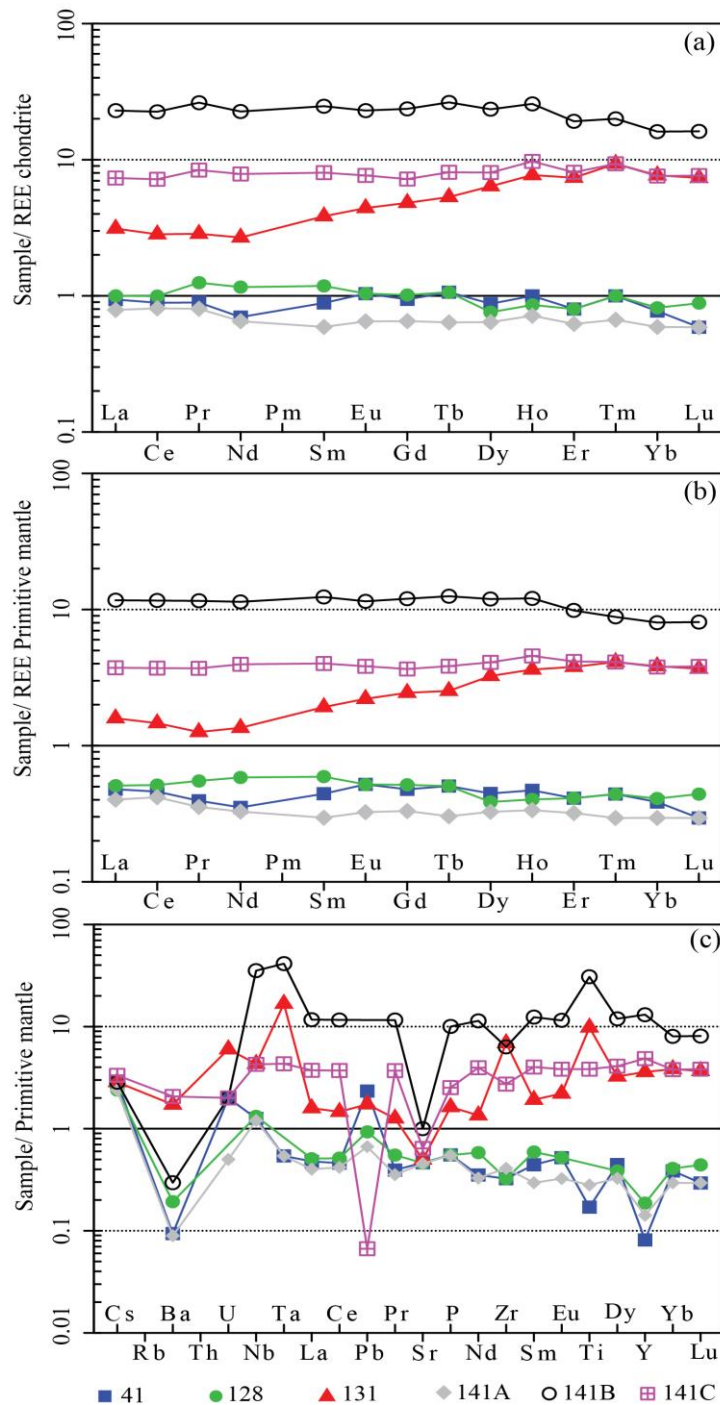 (a)
Sample/ REE chondrite
100
10
1
0.1
La Pr Pm Eu Tb Ho Tm Lu
Ce Nd Sm Gd Dy Er Yb
(b)
Sample/ REE Primitive mantle
100
10
1
0.1
La Pr Pm Eu Tb Ho Tm Lu
Ce Nd Sm Gd Dy Er Yb
(c)
Sample/ Primitive mantle
100
10
1
0.1
0.01
Cs Ba U Ta Ce Pr P Zr Eu Dy Yb
Rb Th Nb La Pb Sr Nd Sm Ti Y Lu
41 128 131 141A 141B 141C